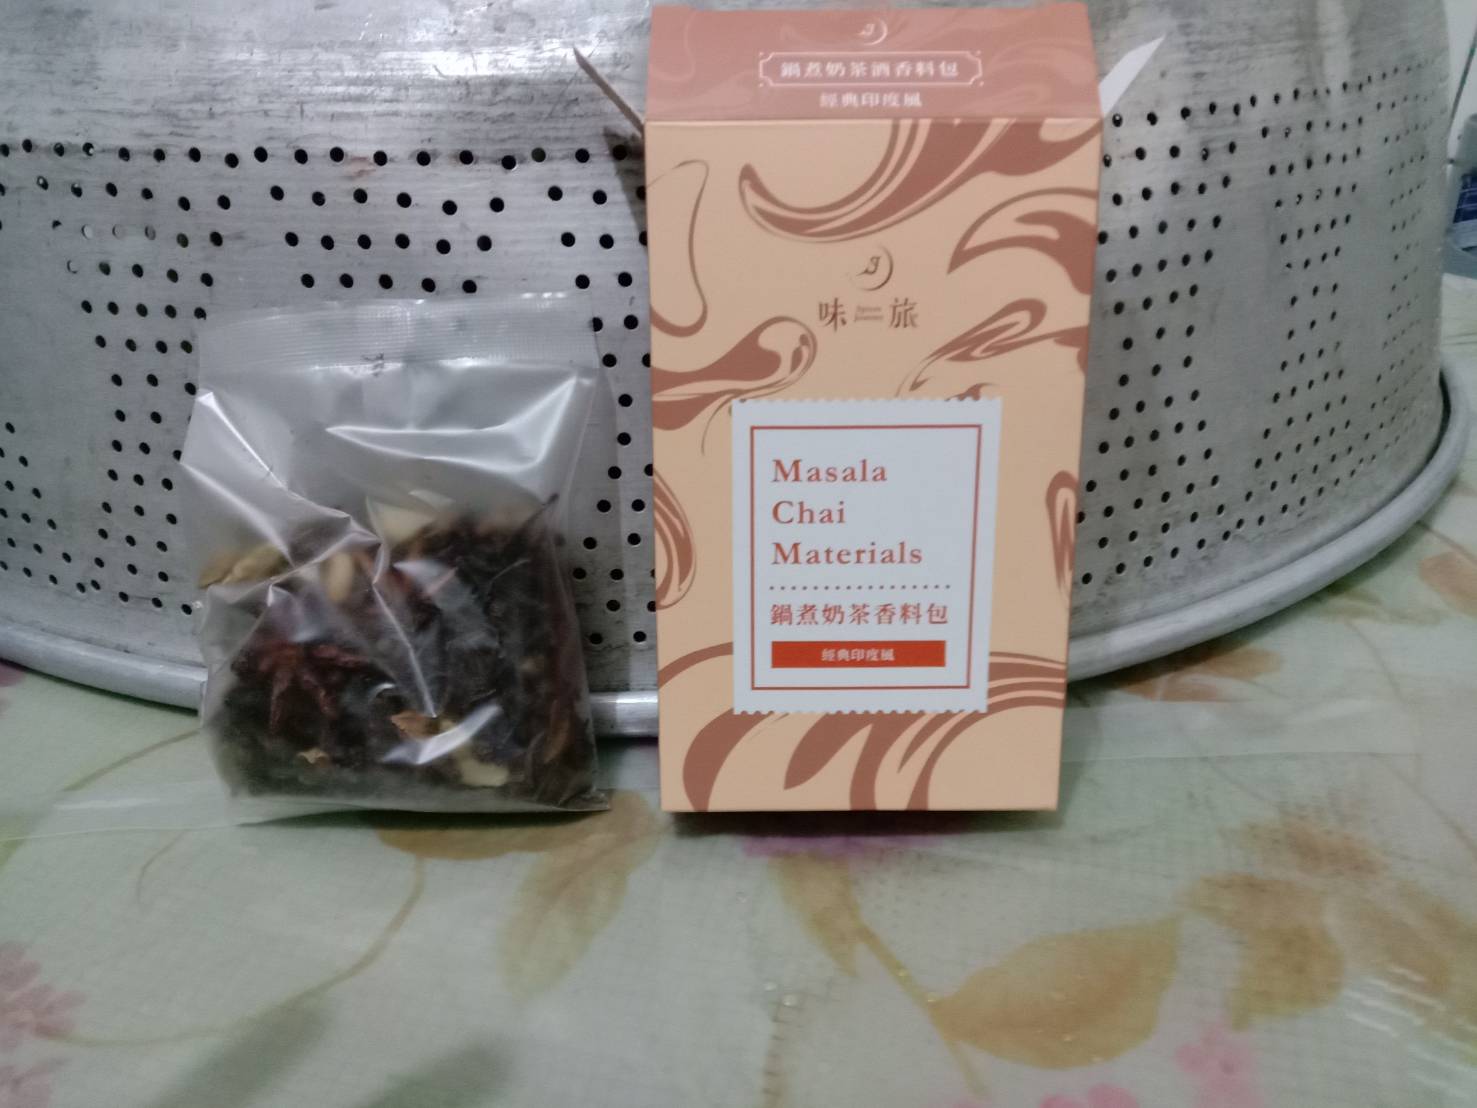 鍋煮奶茶酒香料包
經典印度風
味 旅
Masala
Chai
Materials
鍋煮奶茶香料包
經典印度風